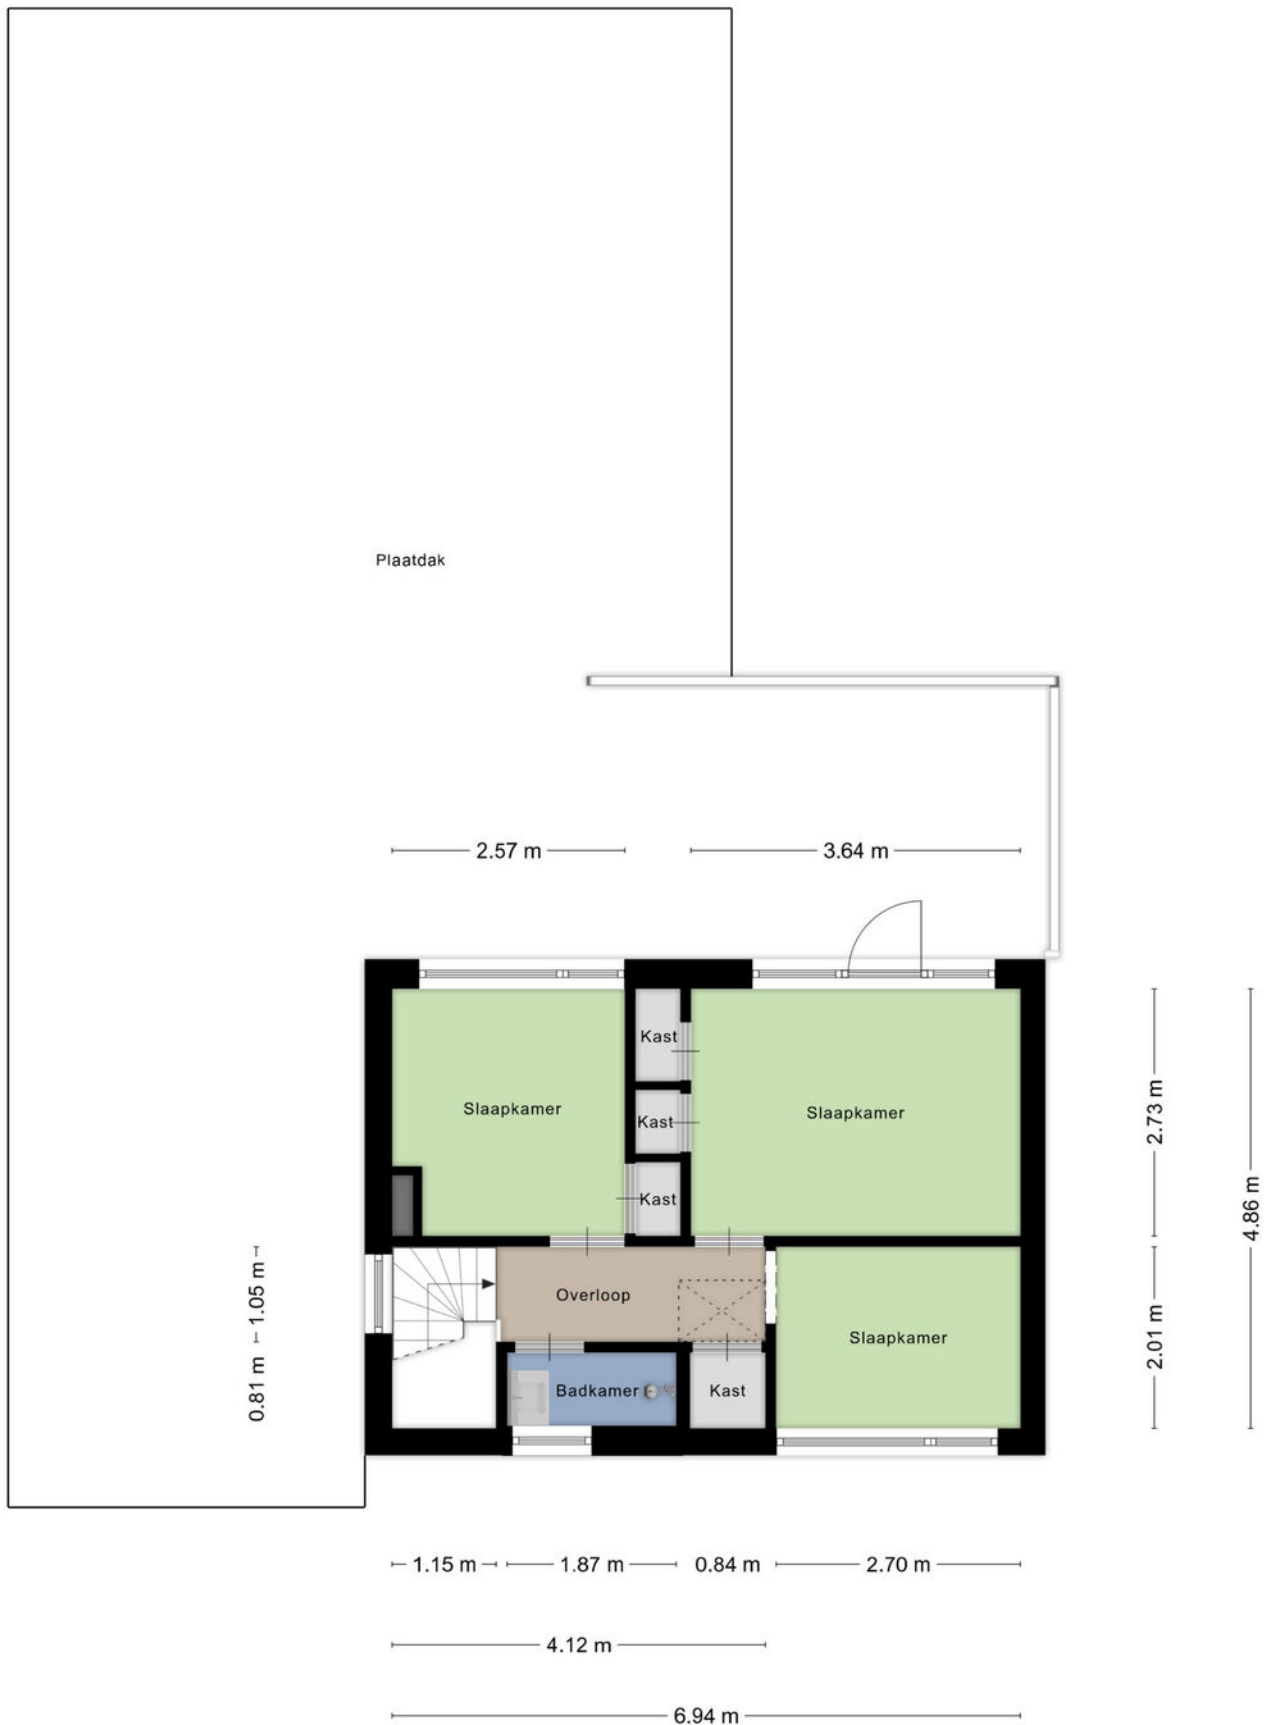 Plaatdak
2.57 m
3.64 m
Kast
Slaapkamer
Slaapkamer
Kast
Kast
2.73 m
4.86 m
1.05 m
0.81 m
Overloop
Slaapkamer
2.01 m
Badkamer
Kast
1.15 m
1.87 m
0.84 m
2.70 m
4.12 m
6.94 m